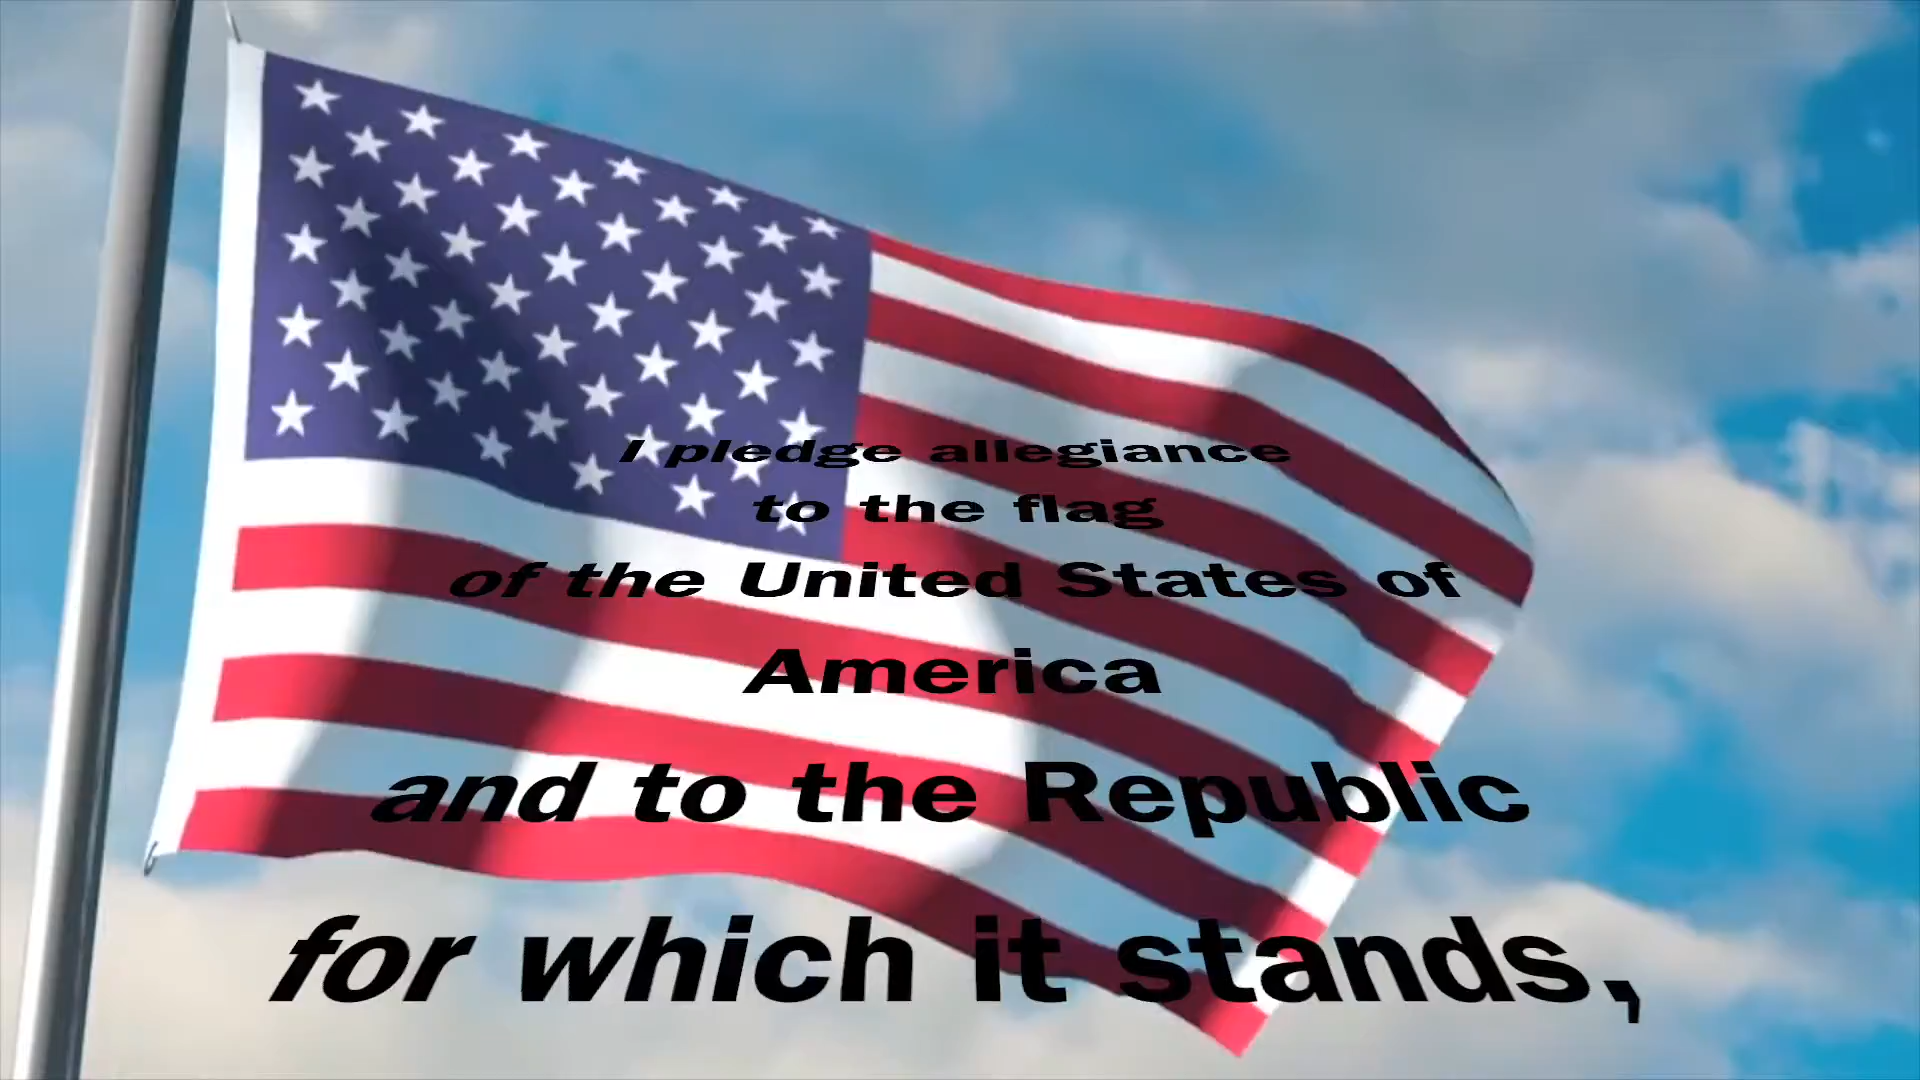 I pledge allegiance
to the flag
of the United States of
America
and to the Republic
for which it stands,